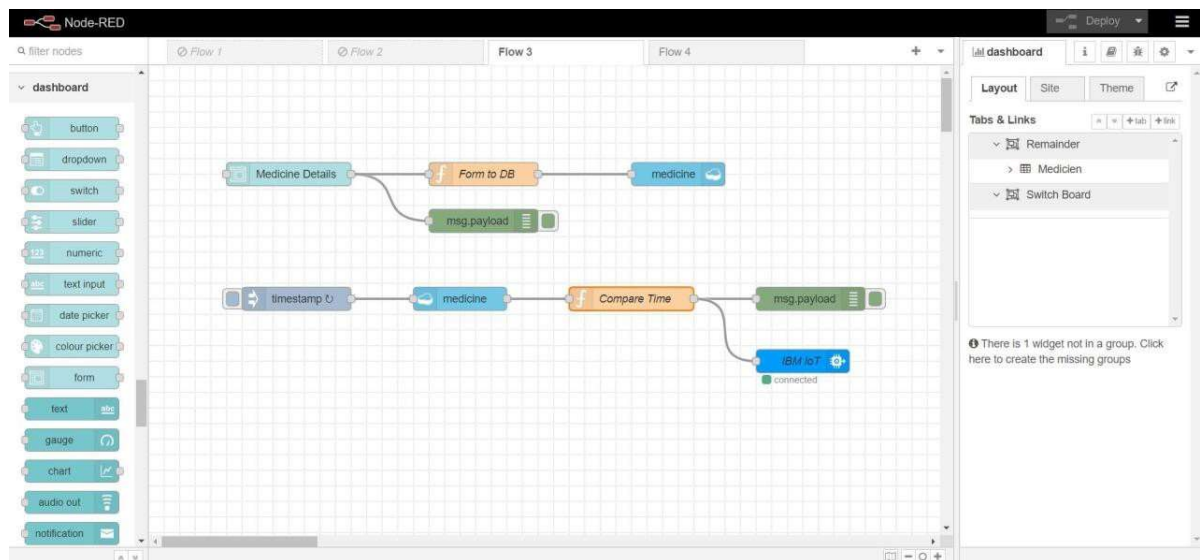 Node-RED
Deploy
filter nodes
Flow 1
Flow 2
Flow 3
Flow 4
dashboard
i
dashboard
button
dropdown
switch
slider
123 numeric
abc text input
date picker
colour picker
form
text abc
gauge
chart
audio out
notification
Medicine Details
f Form to DB
medicine
msg.payload
timestamp ↻
medicine
f Compare Time
msg.payload
IBM IoT
connected
Layout
Site
Theme
Tabs & Links
+tab
+link
Remainder
Medicien
Switch Board
There is 1 widget not in a group. Click
here to create the missing groups